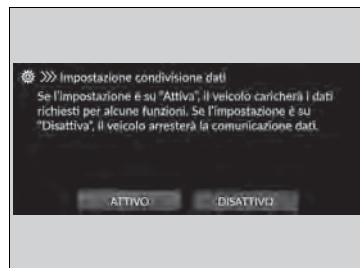 >>> Impostazione condivisione dati
Se l'impostazione è su "Attiva", il veicolo caricherà i dati
richiesti per alcune funzioni. Se l'impostazione è su
"Disattiva", il veicolo arresterà la comunicazione dati.
ATTIVO
DISATTIVO